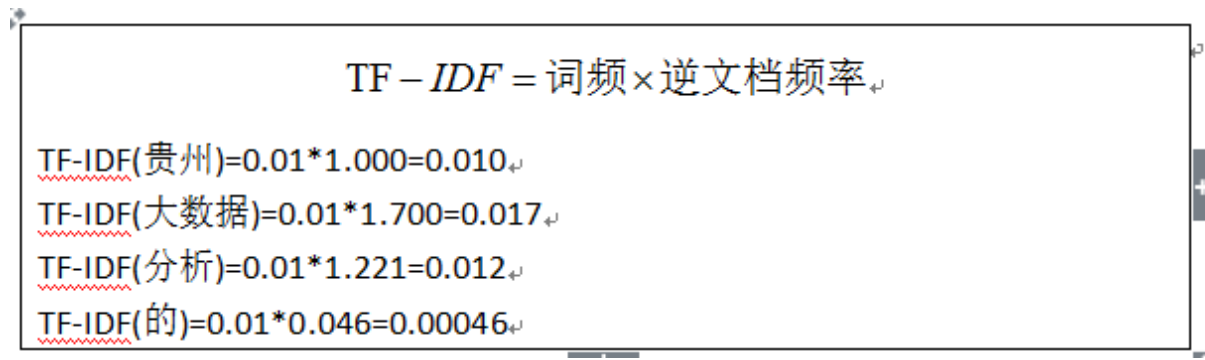 TF－IDF＝词频×逆文档频率
TF-IDF(贵州)=0.01*1.000=0.010
TF-IDF(大数据)=0.01*1.700=0.017
TF-IDF(分析)=0.01*1.221=0.012
TF-IDF(的)=0.01*0.046=0.00046